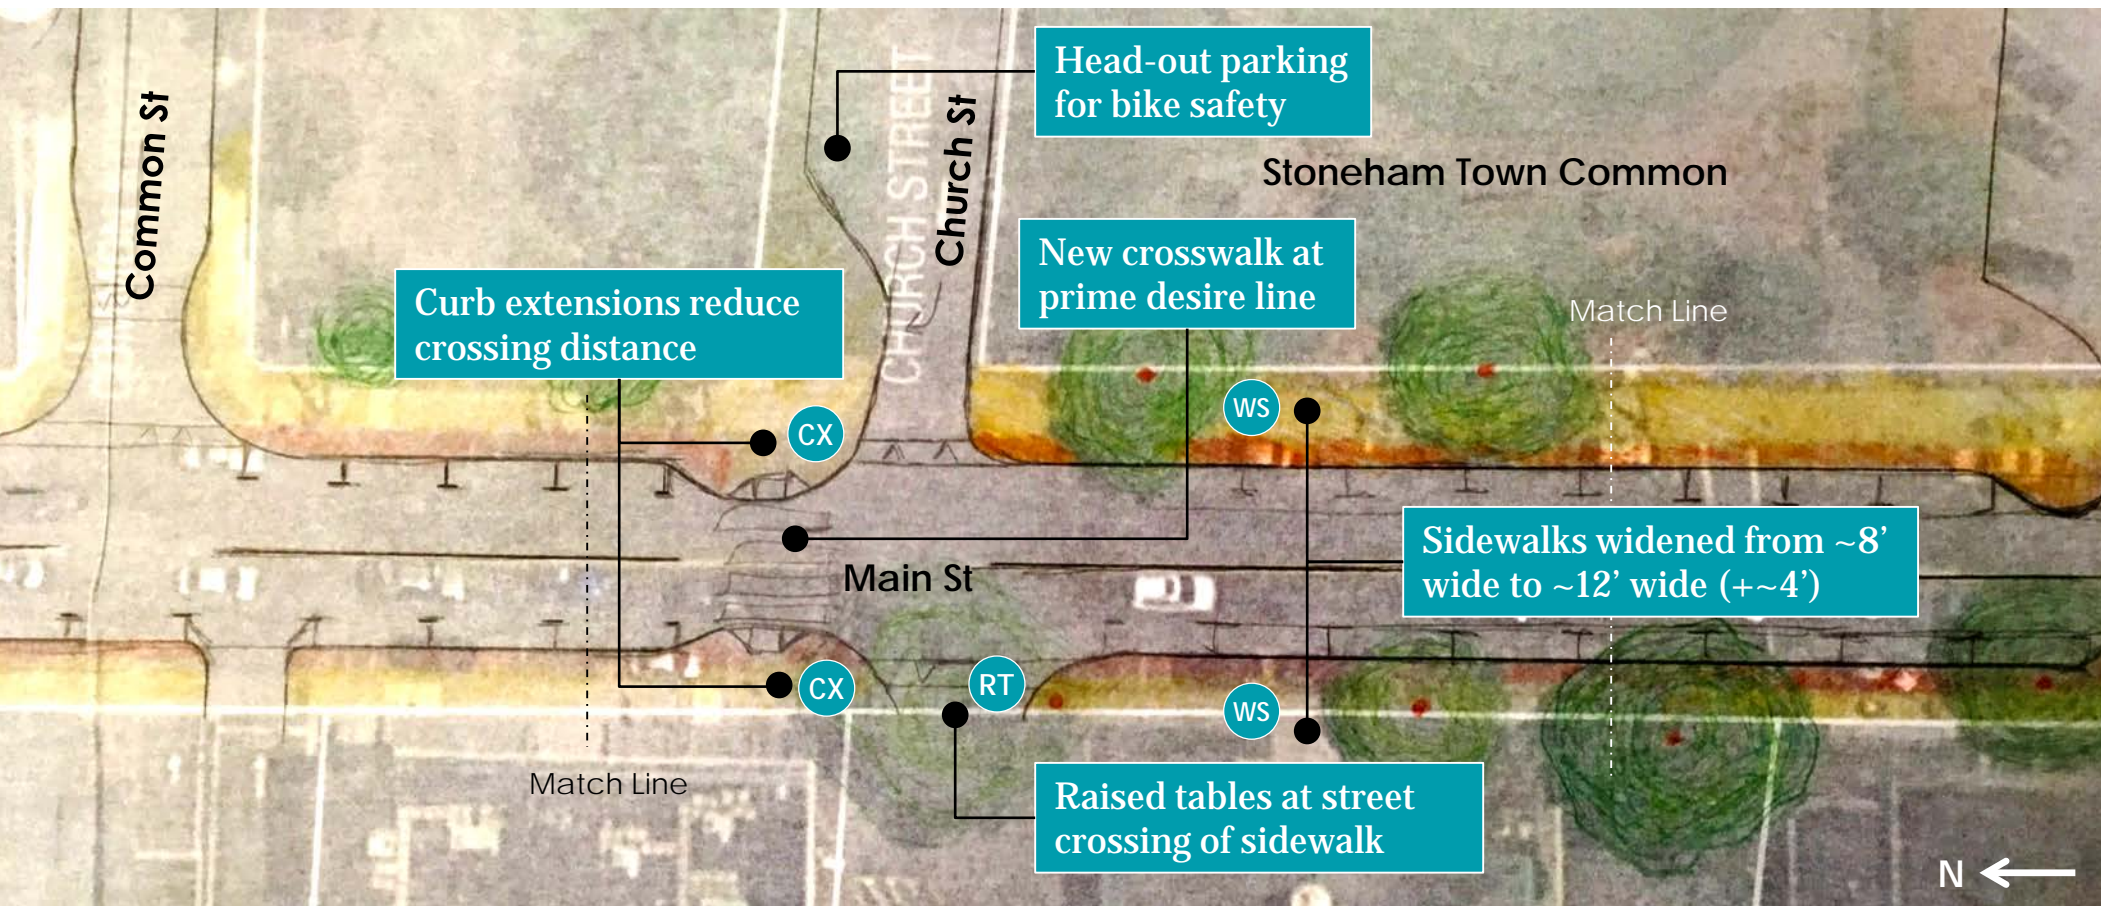 Head-out parking
for bike safety
Common St
CHURCH STREET
Church St
Stoneham Town Common
New crosswalk at
prime desire line
Curb extensions reduce
crossing distance
Match Line
WS
CX
Sidewalks widened from ~8’
wide to ~12’ wide (+~4’)
Main St
CX
RT
WS
Match Line
Raised tables at street
crossing of sidewalk
N